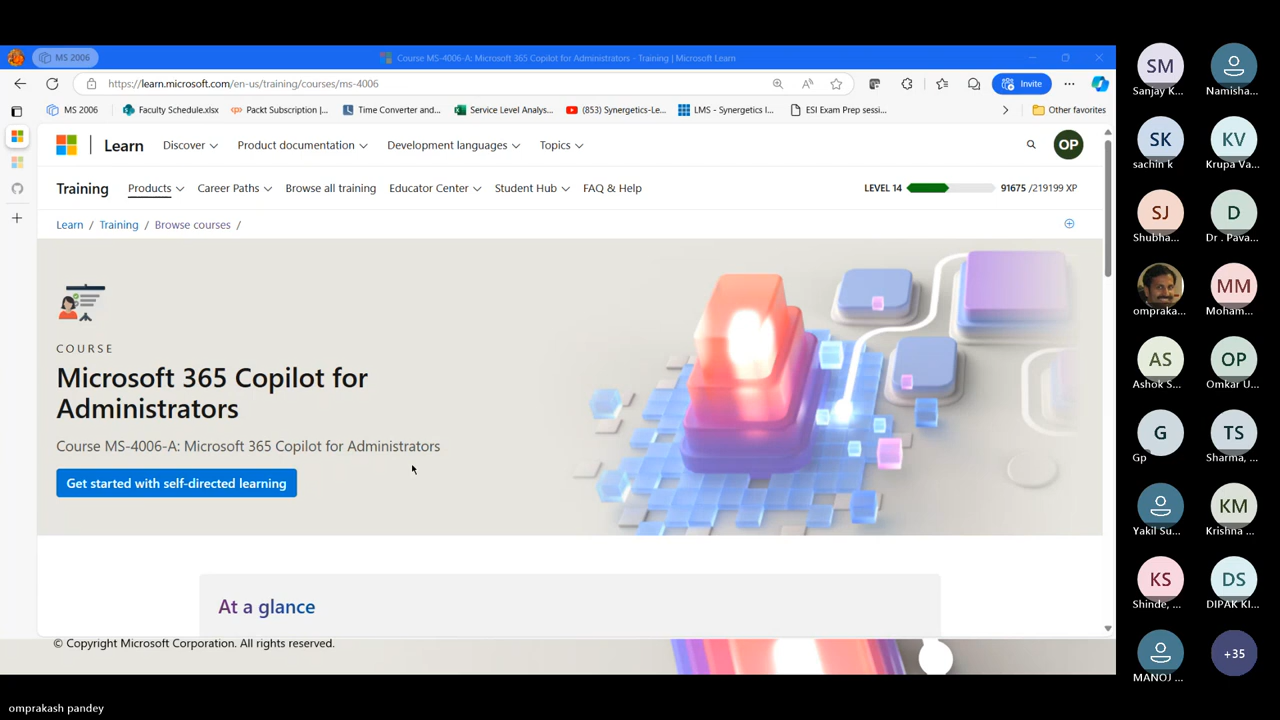 MS 2006
Course MS-4006-A: Microsoft 365 Copilot for Administrators - Training | Microsoft Learn
https://learn.microsoft.com/en-us/training/courses/ms-4006
Invite
MS 2006
Faculty Schedule.xlsx
Packt Subscription |...
Time Converter and...
Service Level Analys...
(853) Synergetics-Le...
LMS - Synergetics I...
ESI Exam Prep sessi...
Other favorites
Learn
Discover
Product documentation
Development languages
Topics
OP
Training
Products
Career Paths
Browse all training
Educator Center
Student Hub
FAQ & Help
LEVEL 14
91675 /219199 XP
Learn / Training / Browse courses /
COURSE
Microsoft 365 Copilot for
Administrators
Course MS-4006-A: Microsoft 365 Copilot for Administrators
Get started with self-directed learning
At a glance
© Copyright Microsoft Corporation. All rights reserved.
omprakash pandey
SM
Sanjay K...
Namisha...
SK
sachin k
KV
Krupa Va...
SJ
Shubha...
D
Dr . Pava...
ompraka...
MM
Moham...
AS
Ashok S...
OP
Omkar U...
G
Gp
TS
Sharma, ...
Yakil Su...
KM
Krishna ...
KS
Shinde, ...
DS
DIPAK KI...
MANOJ ...
+35